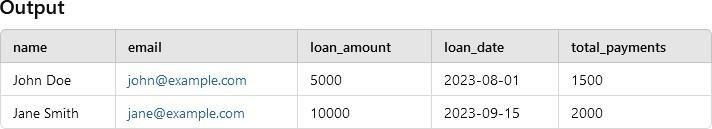 Output
name email loan_amount loan_date total_payments
John Doe john@example.com 5000 2023-08-01 1500
Jane Smith jane@example.com 10000 2023-09-15 2000